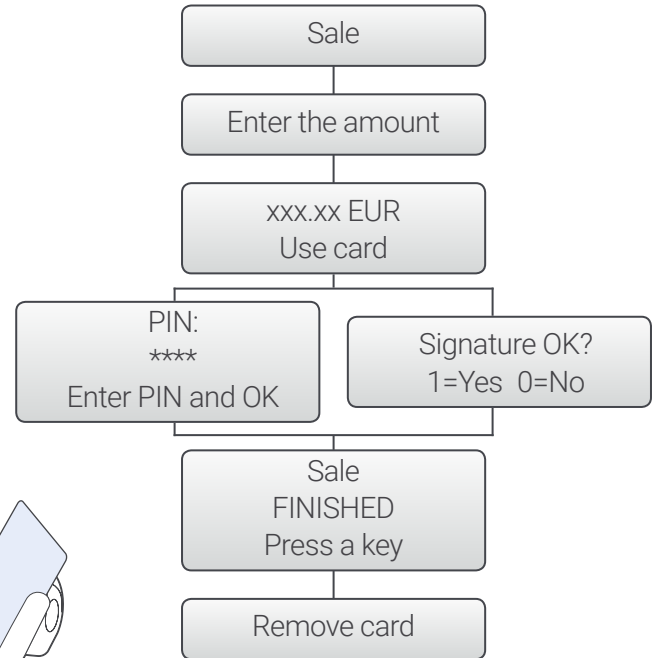 Sale
Enter the amount
xxx.xx EUR
Use card
PIN:
****
Enter PIN and OK
Signature OK?
1=Yes 0=No
Sale
FINISHED
Press a key
Remove card